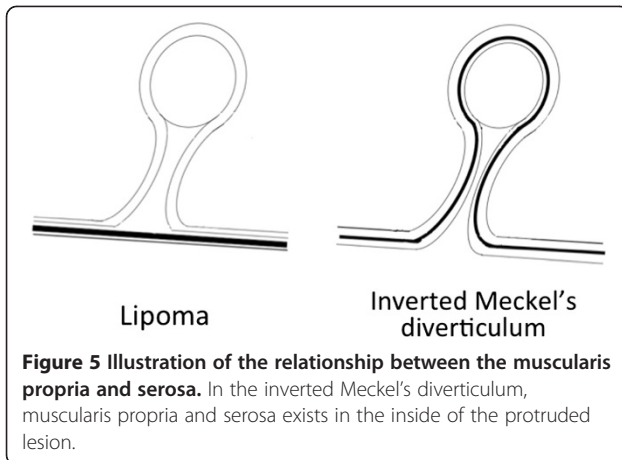 Lipoma
Inverted Meckel's
diverticulum
Figure 5 Illustration of the relationship between the muscularis
propria and serosa. In the inverted Meckel's diverticulum,
muscularis propria and serosa exists in the inside of the protruded
lesion.